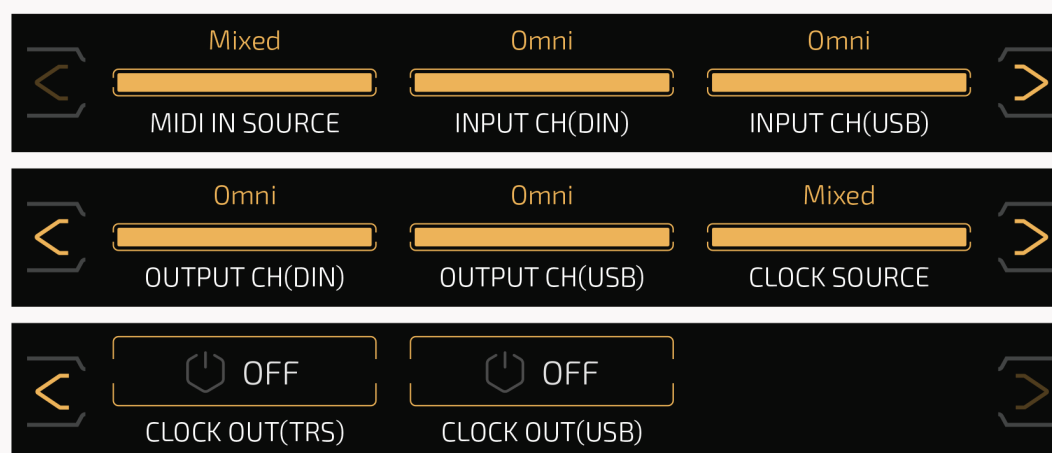 Mixed Omni Omni
MIDI IN SOURCE INPUT CH(DIN) INPUT CH(USB)
Omni Omni Mixed
OUTPUT CH(DIN) OUTPUT CH(USB) CLOCK SOURCE
OFF OFF
CLOCK OUT(TRS) CLOCK OUT(USB)